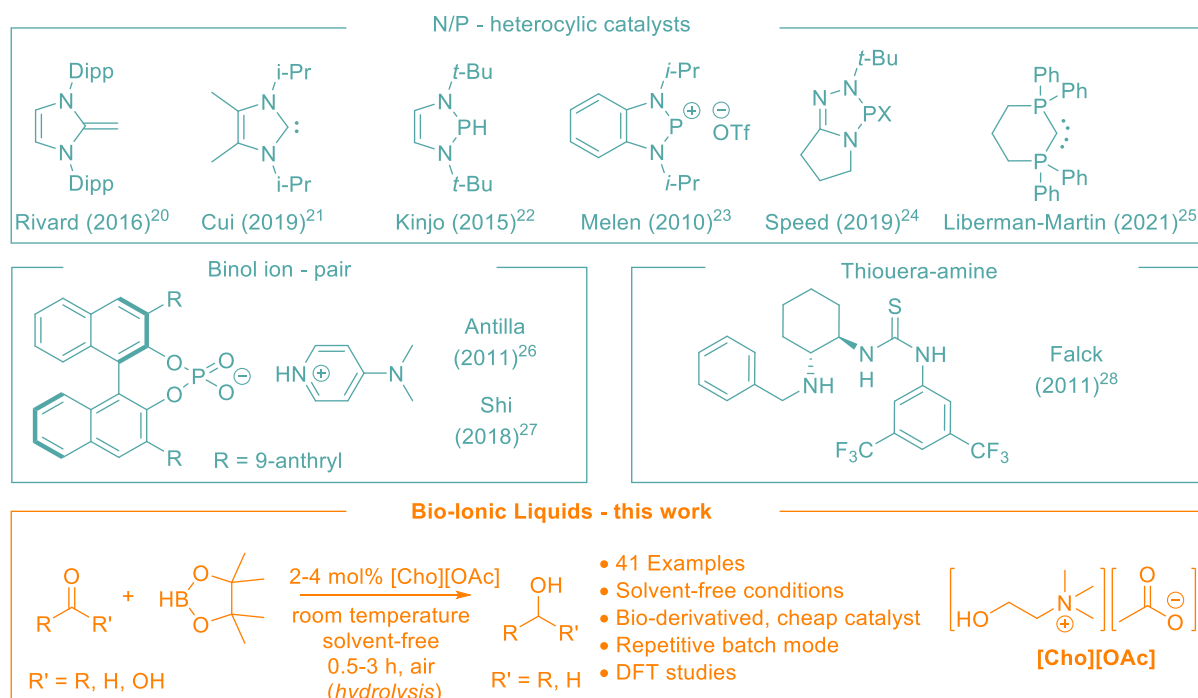 N/P - heterocylic catalysts
Dipp
N
N
Dipp
Rivard (2016)20
i-Pr
N
N
i-Pr
Cui (2019)21
t-Bu
N
PH
N
t-Bu
Kinjo (2015)22
i-Pr
N
P ⊕
N
i-Pr
⊖
OTf
Melen (2010)23
t-Bu
N
N
PX
N
Speed (2019)24
Ph
Ph
P
P
Ph
Ph
Liberman-Martin (2021)25
Binol ion - pair
R
O
O
P
O
O
⊖
R
HN
⊕
N
R = 9-anthryl
Antilla
(2011)26
Shi
(2018)27
Thiouera-amine
S
N
H
NH
NH
F3C
CF3
Falck
(2011)28
Bio-Ionic Liquids - this work
O
R
R'
+
HB
O
O
R' = R, H, OH
2-4 mol% [Cho][OAc]
room temperature
solvent-free
0.5-3 h, air
(hydrolysis)
OH
R
R'
R' = R, H
• 41 Examples
• Solvent-free conditions
• Bio-derivatived, cheap catalyst
• Repetitive batch mode
• DFT studies
HO
N
⊕
O
O
⊖
[Cho][OAc]